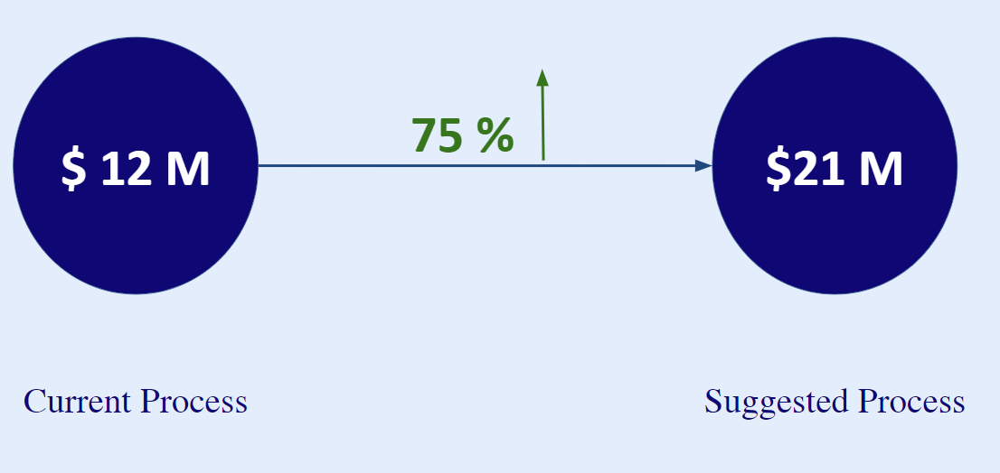 75 %
$ 12 M
$21 M
Current Process
Suggested Process